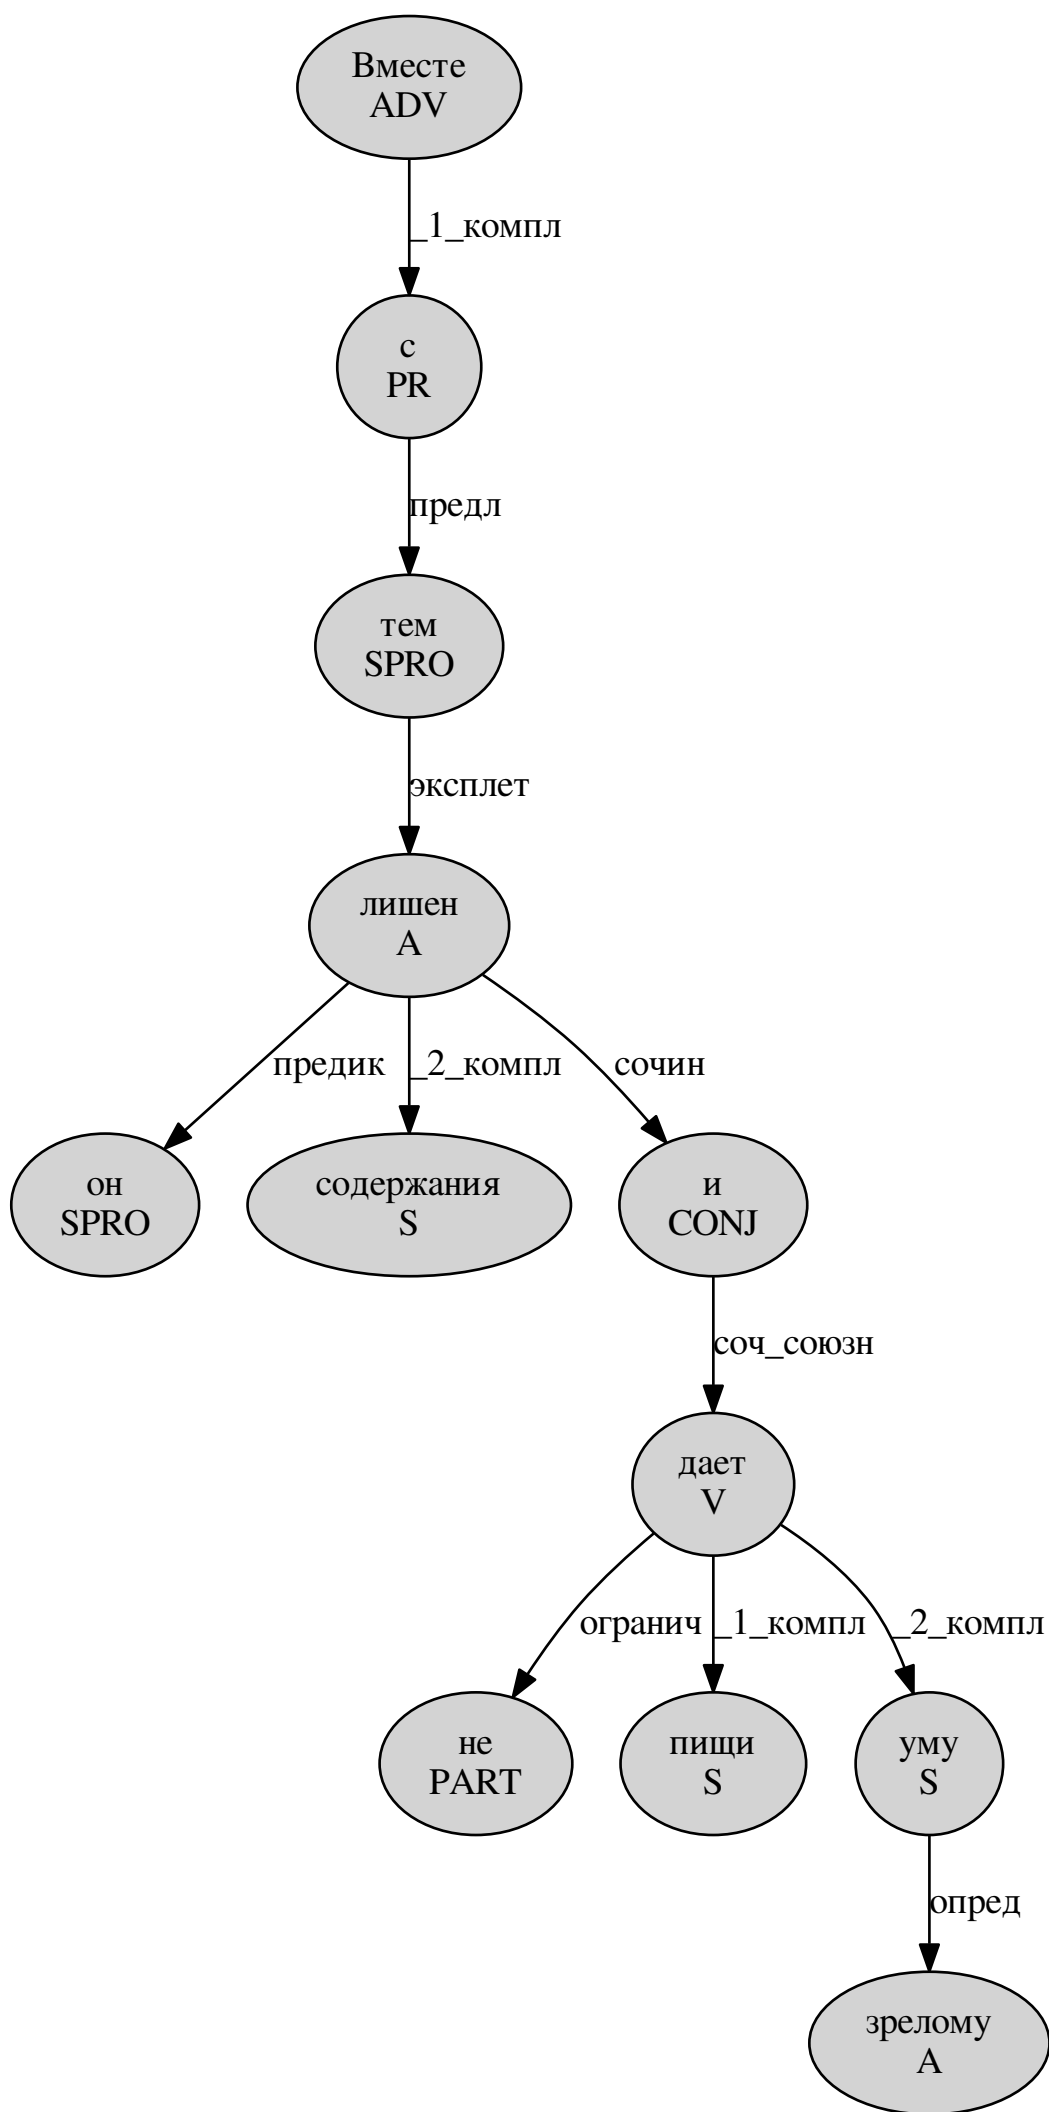 Вместе
ADV
_1_компл
с
PR
предл
тем
SPRO
эксплет
лишен
A
предик
_2_компл
сочин
он
SPRO
содержания
S
и
CONJ
соч_союзн
дает
V
огранич
_1_компл
_2_компл
не
PART
пищи
S
уму
S
опред
зрелому
A